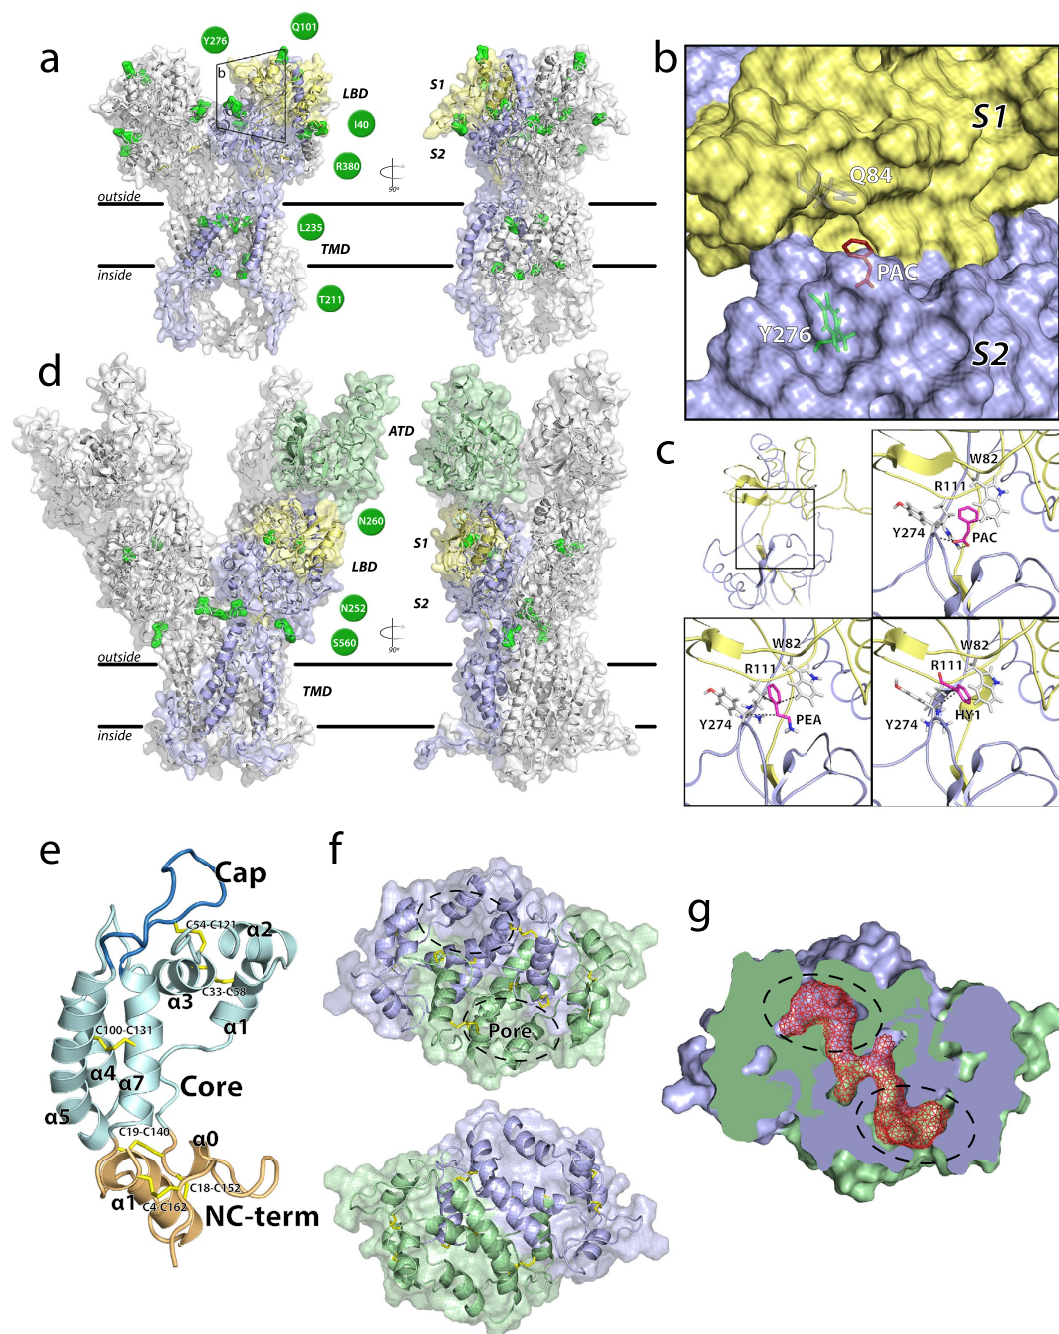 a
Y276
Q101
b
LBD
I40
R380
outside
L235
TMD
inside
T211
S1
S2
90°
b
S1
Q84
PAC
Y276
S2
c
W82
R111
Y274
PAC
W82
R111
Y274
PEA
W82
R111
Y274
HY1
d
ATD
N260
LBD
N252
S560
outside
TMD
inside
S1
S2
90°
e
Cap
C54-C121
α2
α3
C33-C58
α1
C100-C131
α4
α7
Core
α5
C19-C140
α0
C18-C152
α1
C4-C162
NC-term
f
Pore
g